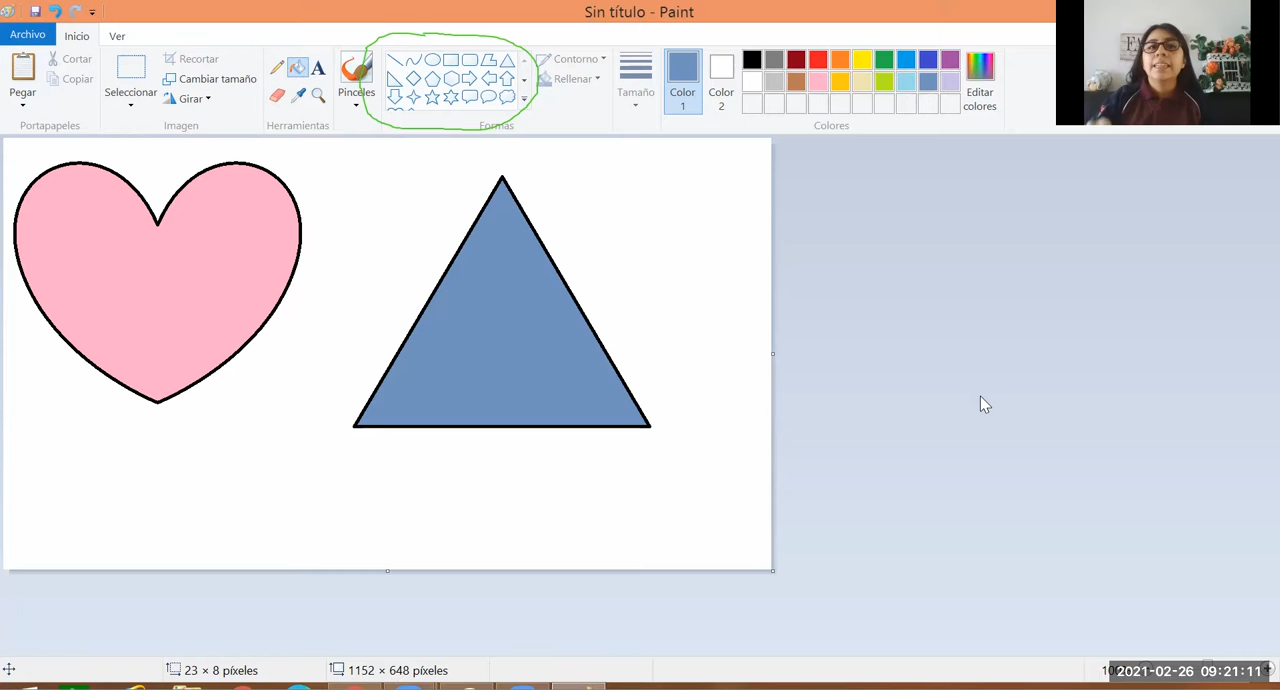 Sin título - Paint
Archivo Inicio Ver
Pegar
Cortar
Copiar
Portapapeles
Seleccionar
Recortar
Cambiar tamaño
Girar
Imagen
A
Herramientas
Pinceles
Formas
Contorno
Rellenar
Tamaño
Color
1
Color
2
Colores
Editar
colores
23 × 8 píxeles
1152 × 648 píxeles
2021-02-26 09:21:11